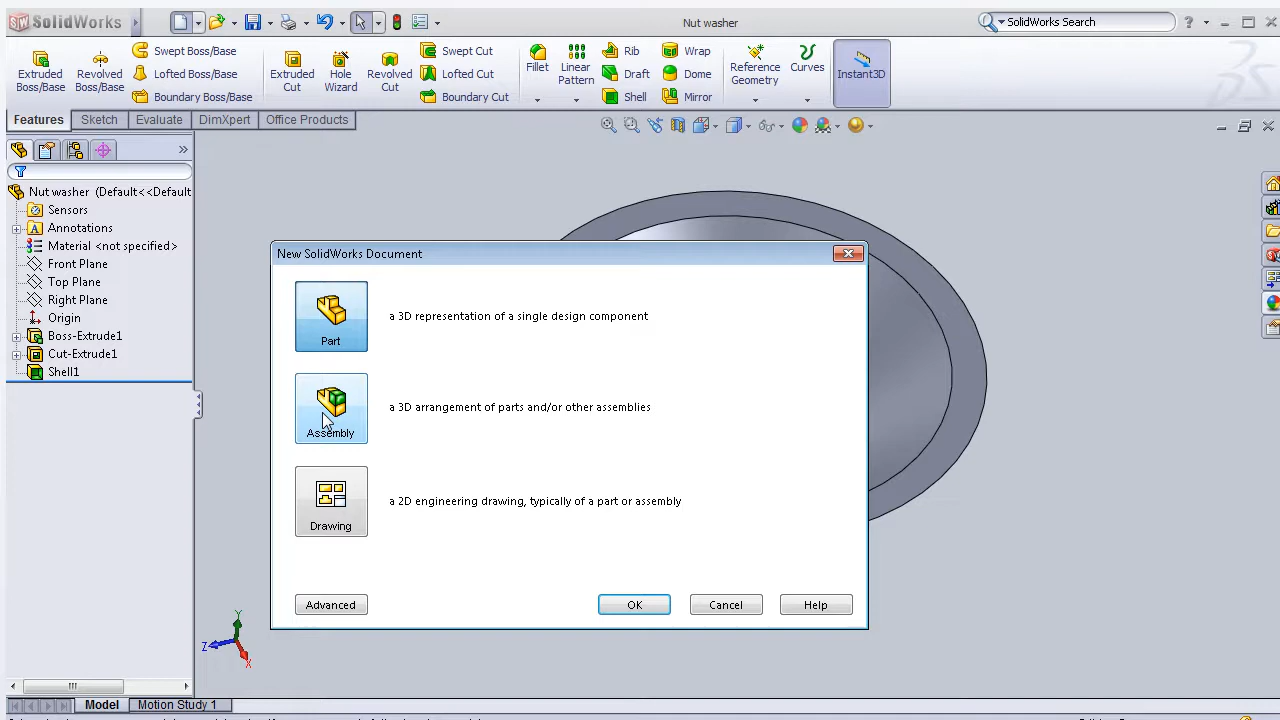 SolidWorks
Nut washer
SolidWorks Search
Extruded Boss/Base
Revolved Boss/Base
Swept Boss/Base
Lofted Boss/Base
Boundary Boss/Base
Extruded Cut
Hole Wizard
Revolved Cut
Swept Cut
Lofted Cut
Boundary Cut
Fillet
Linear Pattern
Rib
Draft
Shell
Wrap
Dome
Mirror
Reference Geometry
Curves
Instant3D
Features
Sketch
Evaluate
DimXpert
Office Products
Nut washer (Default<<Default
Sensors
Annotations
Material <not specified>
Front Plane
Top Plane
Right Plane
Origin
Boss-Extrude1
Cut-Extrude1
Shell1
New SolidWorks Document
Part
a 3D representation of a single design component
Assembly
a 3D arrangement of parts and/or other assemblies
Drawing
a 2D engineering drawing, typically of a part or assembly
Advanced
OK
Cancel
Help
Y
Z
X
Model
Motion Study 1